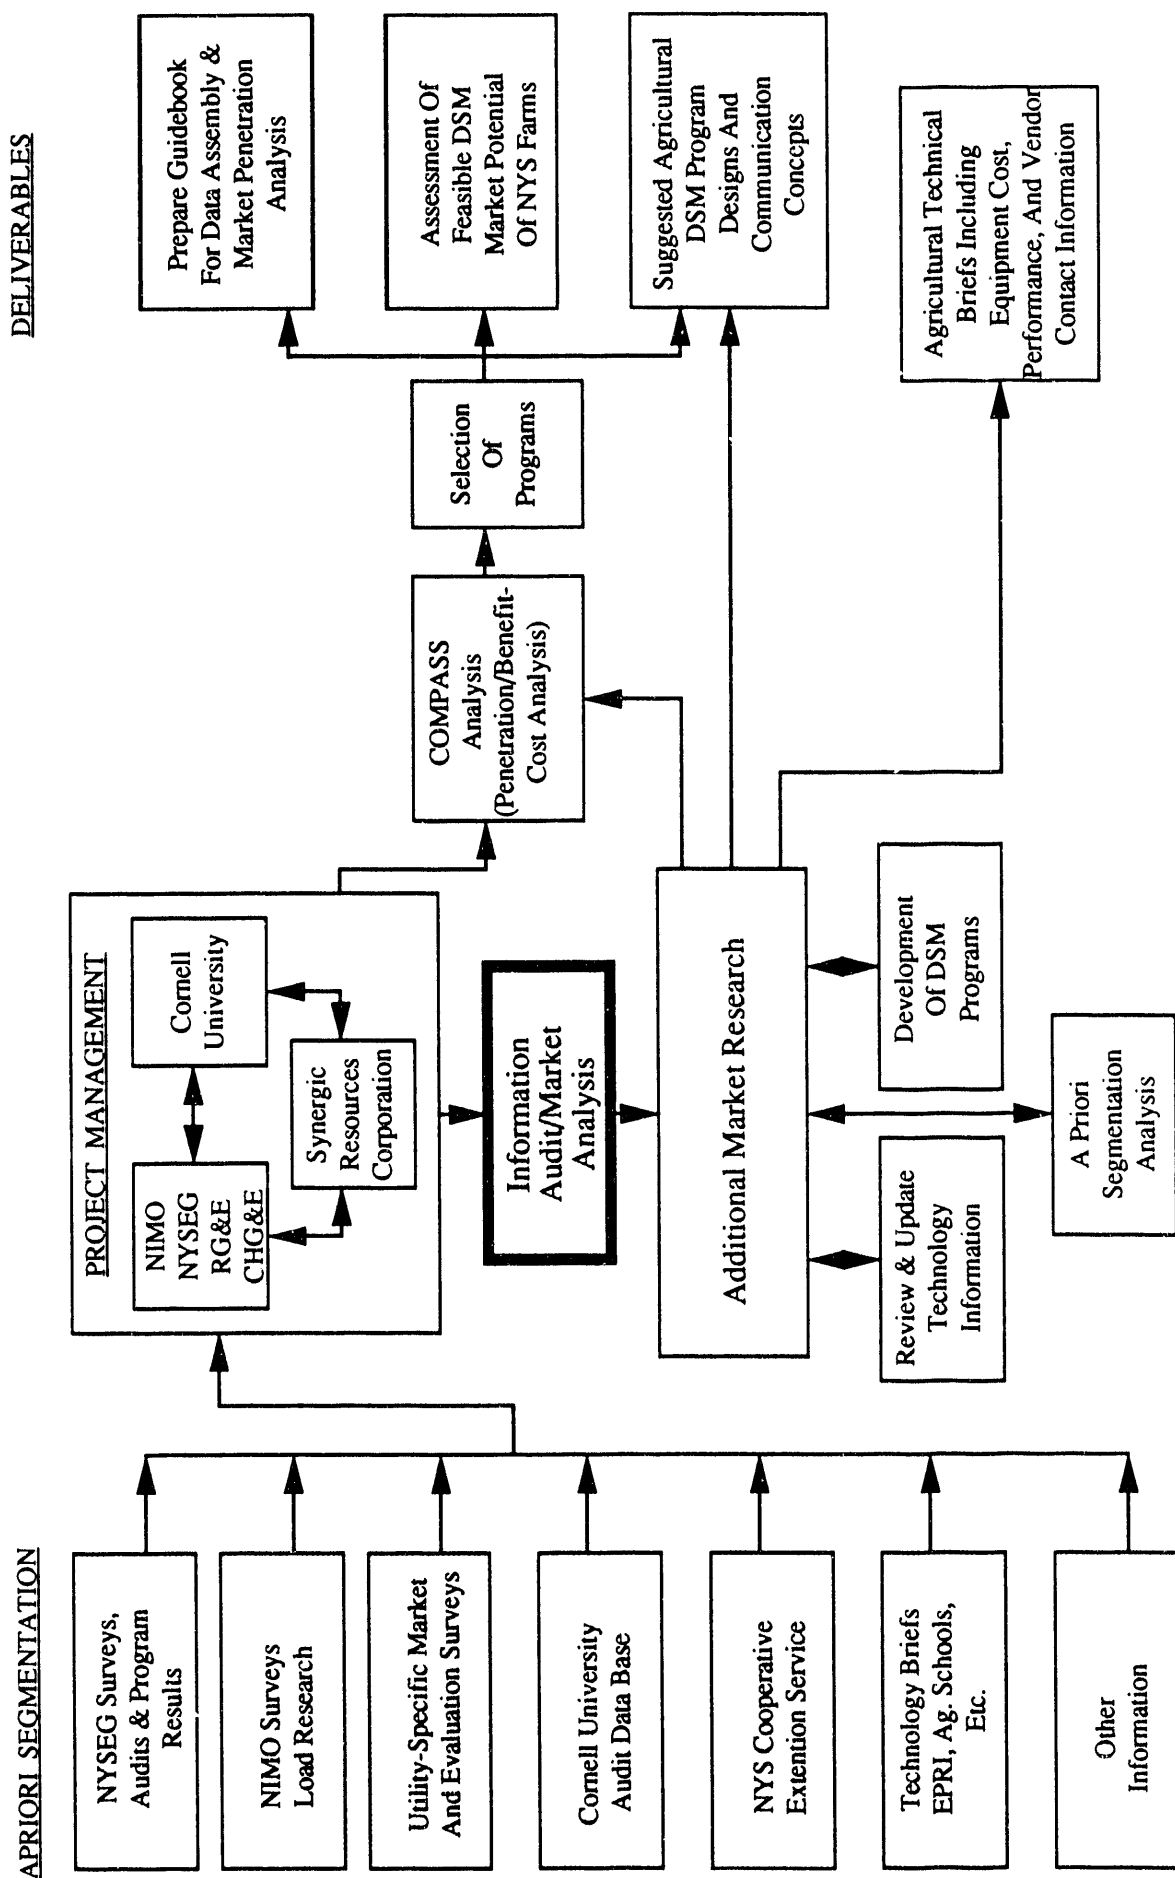 APRIORI SEGMENTATION
NYSEG Surveys,
Audits & Program
Results
NIMO Surveys
Load Research
Utility-Specific Market
And Evaluation Surveys
Cornell University
Audit Data Base
NYS Cooperative
Extention Service
Technology Briefs
EPRI, Ag. Schools,
Etc.
Other
Information
PROJECT MANAGEMENT
NIMO
NYSEG
RG&E
CHG&E
Cornell
University
Synergic
Resources
Corporation
Information
Audit/Market
Analysis
Additional Market Research
Review & Update
Technology
Information
A Priori
Segmentation
Analysis
Development
Of DSM
Programs
COMPASS
Analysis
(Penetration/Benefit-
Cost Analysis)
Selection
Of
Programs
DELIVERABLES
Prepare Guidebook
For Data Assembly &
Market Penetration
Analysis
Assessment Of
Feasible DSM
Market Potential
Of NYS Farms
Suggested Agricultural
DSM Program
Designs And
Communication
Concepts
Agricultural Technical
Briefs Including
Equipment Cost,
Performance, And Vendor
Contact Information